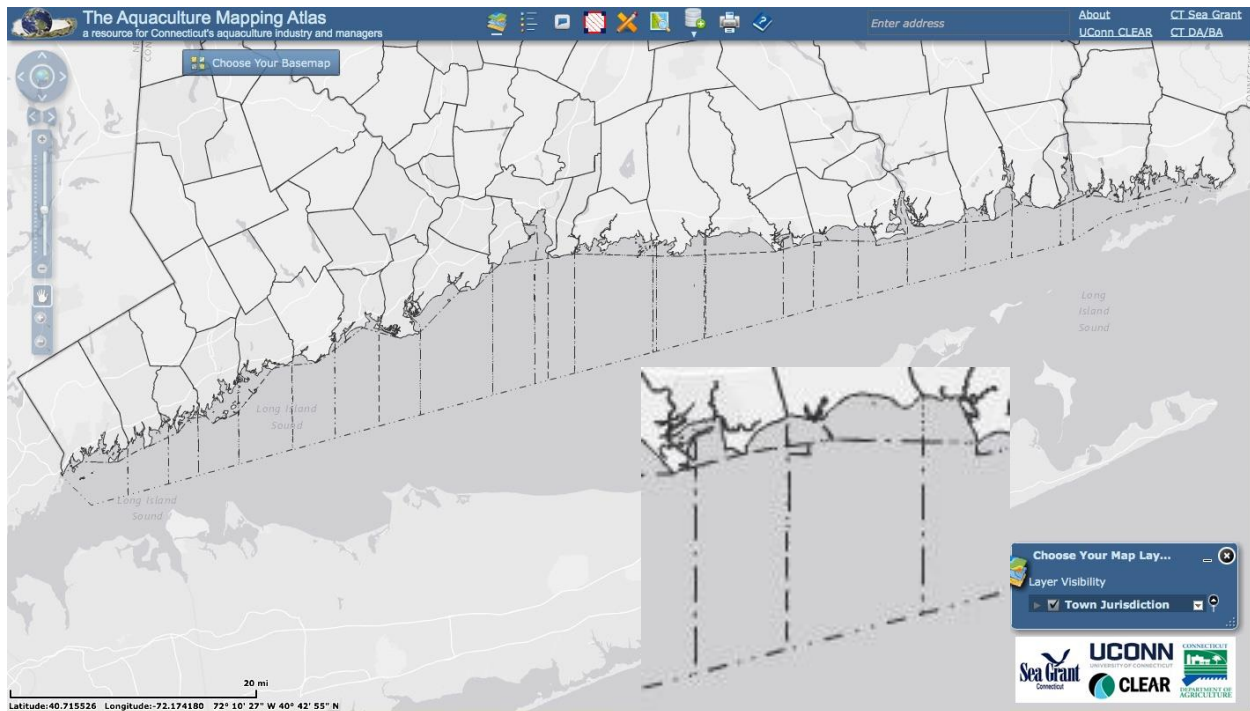 The Aquaculture Mapping Atlas
a resource for Connecticut's aquaculture industry and managers
Enter address
About
CT Sea Grant
UConn CLEAR
CT DA/BA
Choose Your Basemap
Long Island
Sound
Long Island
Sound
Long
Island
Sound
Choose Your Map Lay...
Layer Visibility
Town Jurisdiction
Sea Grant
Connecticut
UCONN
UNIVERSITY OF CONNECTICUT
CLEAR
CONNECTICUT
DEPARTMENT OF
AGRICULTURE
20 mi
Latitude:40.715526 Longitude:-72.174180 72° 10' 27" W 40° 42' 55" N